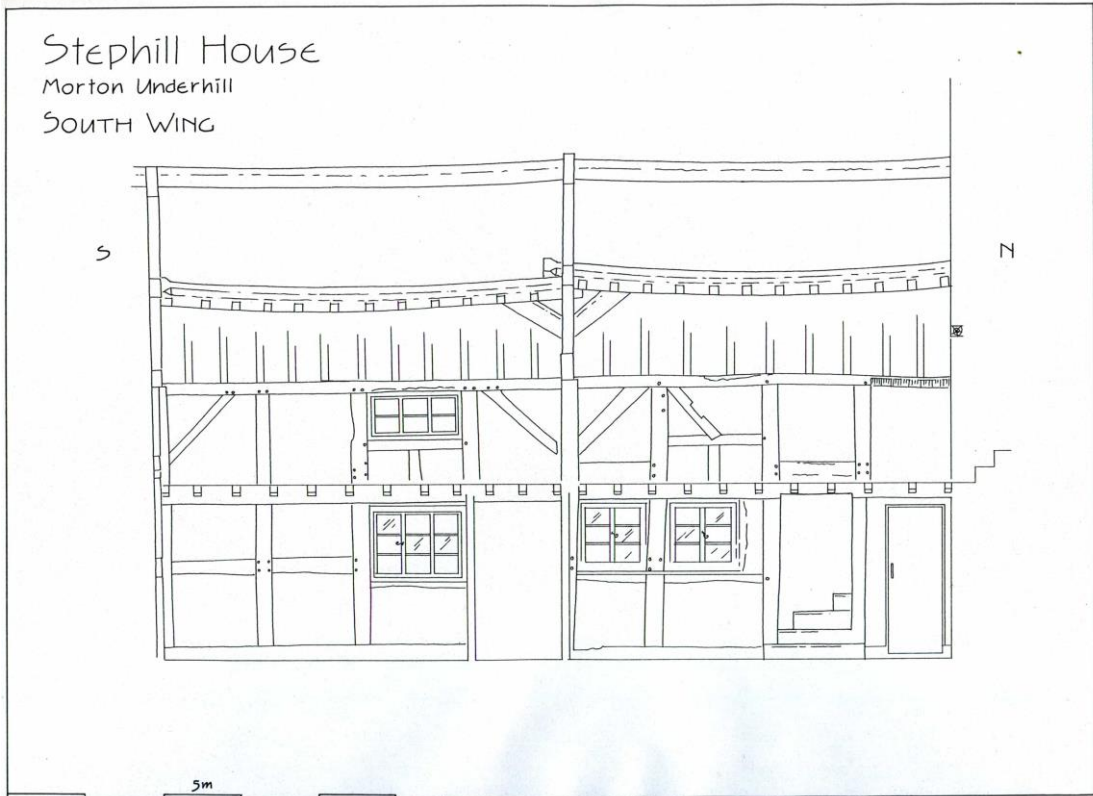 Stephill House
Morton Underhill
SOUTH WING
S
N
5m